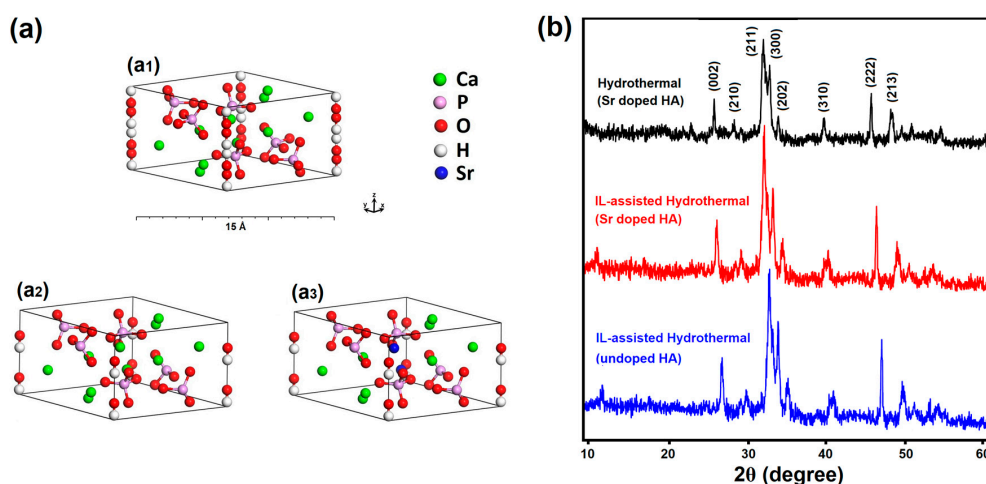 (a)
(a1)
Ca
P
O
H
Sr
z
y x
15 Å
(a2)
(a3)
(b)
Hydrothermal
(Sr doped HA)
(002)
(210)
(211)
(300)
(202)
(310)
(222)
(213)
IL-assisted Hydrothermal
(Sr doped HA)
IL-assisted Hydrothermal
(undoped HA)
10 20 30 40 50 60
2θ (degree)